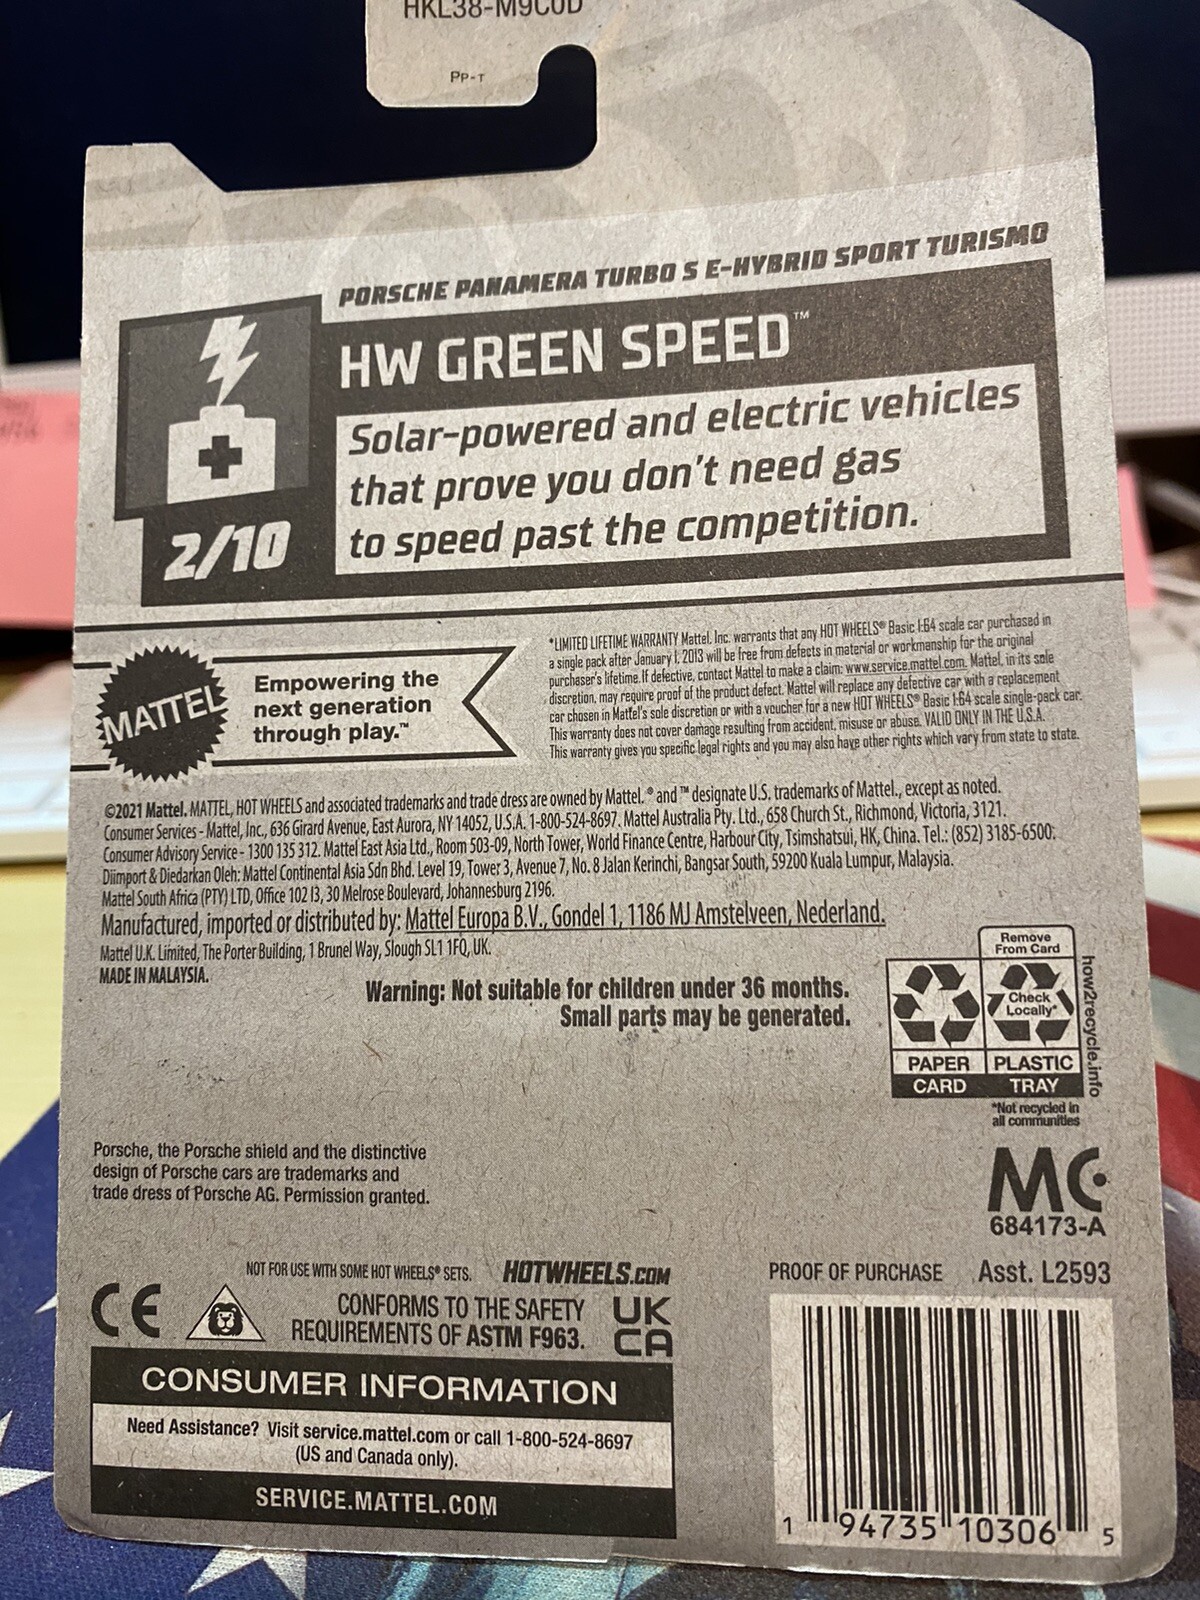 HKL38-M9C0D
PP-T
PORSCHE PANAMERA TURBO S E-HYBRID SPORT TURISMO
HW GREEN SPEED™
Solar-powered and electric vehicles
that prove you don't need gas
to speed past the competition.
2/10
MATTEL
Empowering the
next generation
through play.™
*LIMITED LIFETIME WARRANTY Mattel, Inc. warrants that any HOT WHEELS® Basic 1:64 scale car purchased in
a single pack after January 1, 2013 will be free from defects in material or workmanship for the original
purchaser's lifetime. If defective, contact Mattel to make a claim: www.service.mattel.com. Mattel, in its sole
discretion, may require proof of the product defect. Mattel will replace any defective car with a replacement
car chosen in Mattel's sole discretion or with a voucher for a new HOT WHEELS® Basic 1:64 scale single-pack car.
This warranty does not cover damage resulting from accident, misuse or abuse. VALID ONLY IN THE U.S.A.
This warranty gives you specific legal rights and you may also have other rights which vary from state to state.
©2021 Mattel. MATTEL, HOT WHEELS and associated trademarks and trade dress are owned by Mattel. ® and ™ designate U.S. trademarks of Mattel, except as noted.
Consumer Services - Mattel, Inc., 636 Girard Avenue, East Aurora, NY 14052, U.S.A. 1-800-524-8697. Mattel Australia Pty. Ltd., 658 Church St., Richmond, Victoria, 3121.
Consumer Advisory Service - 1300 135 312. Mattel East Asia Ltd., Room 503-09, North Tower, World Finance Centre, Harbour City, Tsimshatsui, HK, China. Tel.: (852) 3185-6500.
Diimport & Diedarkan Oleh: Mattel Continental Asia Sdn Bhd. Level 19, Tower 3, Avenue 7, No. 8 Jalan Kerinchi, Bangsar South, 59200 Kuala Lumpur, Malaysia.
Mattel South Africa (PTY) LTD, Office 102 I3, 30 Melrose Boulevard, Johannesburg 2196.
Manufactured, imported or distributed by: Mattel Europa B.V., Gondel 1, 1186 MJ Amstelveen, Nederland.
Mattel U.K. Limited, The Porter Building, 1 Brunel Way, Slough SL1 1FQ, UK.
MADE IN MALAYSIA.
Warning: Not suitable for children under 36 months.
Small parts may be generated.
Remove
From Card
Check
Locally*
PAPER
PLASTIC
CARD
TRAY
how2recycle.info
*Not recycled in
all communities
Porsche, the Porsche shield and the distinctive
design of Porsche cars are trademarks and
trade dress of Porsche AG. Permission granted.
MC
684173-A
NOT FOR USE WITH SOME HOT WHEELS® SETS. HOTWHEELS.COM
PROOF OF PURCHASE Asst. L2593
CE
CONFORMS TO THE SAFETY
REQUIREMENTS OF ASTM F963.
UK
CA
CONSUMER INFORMATION
Need Assistance? Visit service.mattel.com or call 1-800-524-8697
(US and Canada only).
SERVICE.MATTEL.COM
1 94735 10306 5